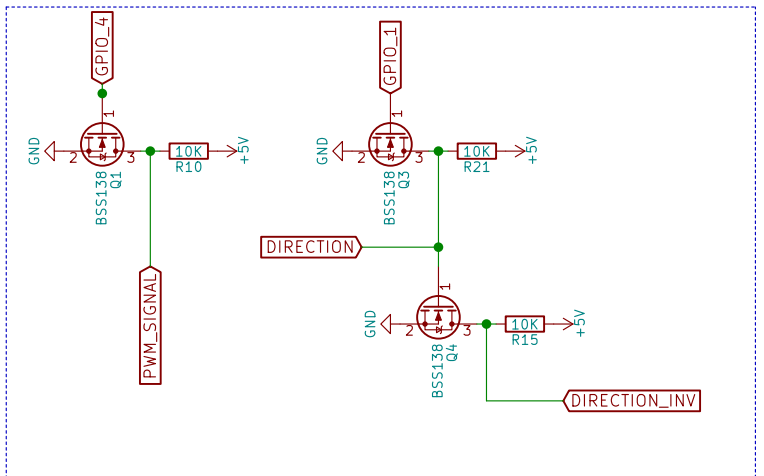 GPIO_4
1
GND
2
3
10K
R10
+5V
BSS138
Q1
PWM_SIGNAL
GPIO_1
1
GND
2
3
10K
R21
+5V
BSS138
Q3
DIRECTION
1
GND
2
3
10K
R15
+5V
BSS138
Q4
DIRECTION_INV